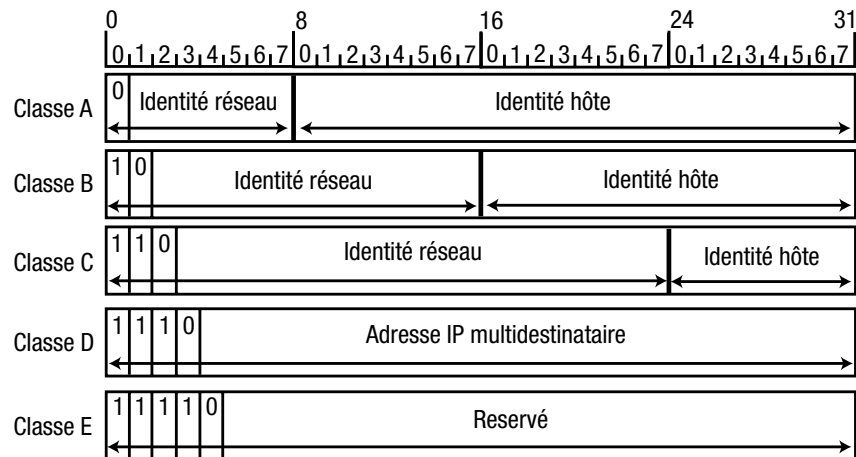 0 8 16 24 31
0 1 2 3 4 5 6 7 0 1 2 3 4 5 6 7 0 1 2 3 4 5 6 7 0 1 2 3 4 5 6 7
Classe A 0 Identité réseau Identité hôte
Classe B 1 0 Identité réseau Identité hôte
Classe C 1 1 0 Identité réseau Identité hôte
Classe D 1 1 1 0 Adresse IP multidestinataire
Classe E 1 1 1 1 0 Reservé